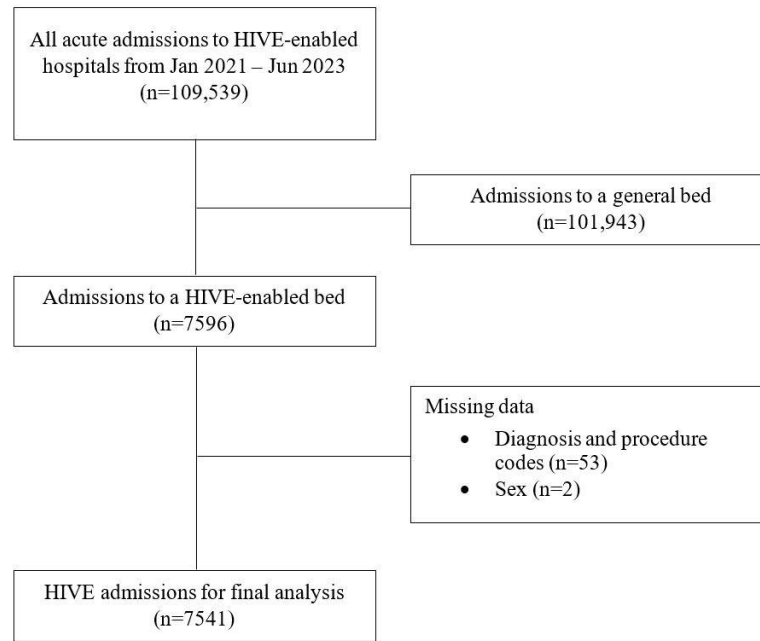 All acute admissions to HIVE-enabled
hospitals from Jan 2021 – Jun 2023
(n=109,539)
Admissions to a general bed
(n=101,943)
Admissions to a HIVE-enabled bed
(n=7596)
Missing data
• Diagnosis and procedure
codes (n=53)
• Sex (n=2)
HIVE admissions for final analysis
(n=7541)